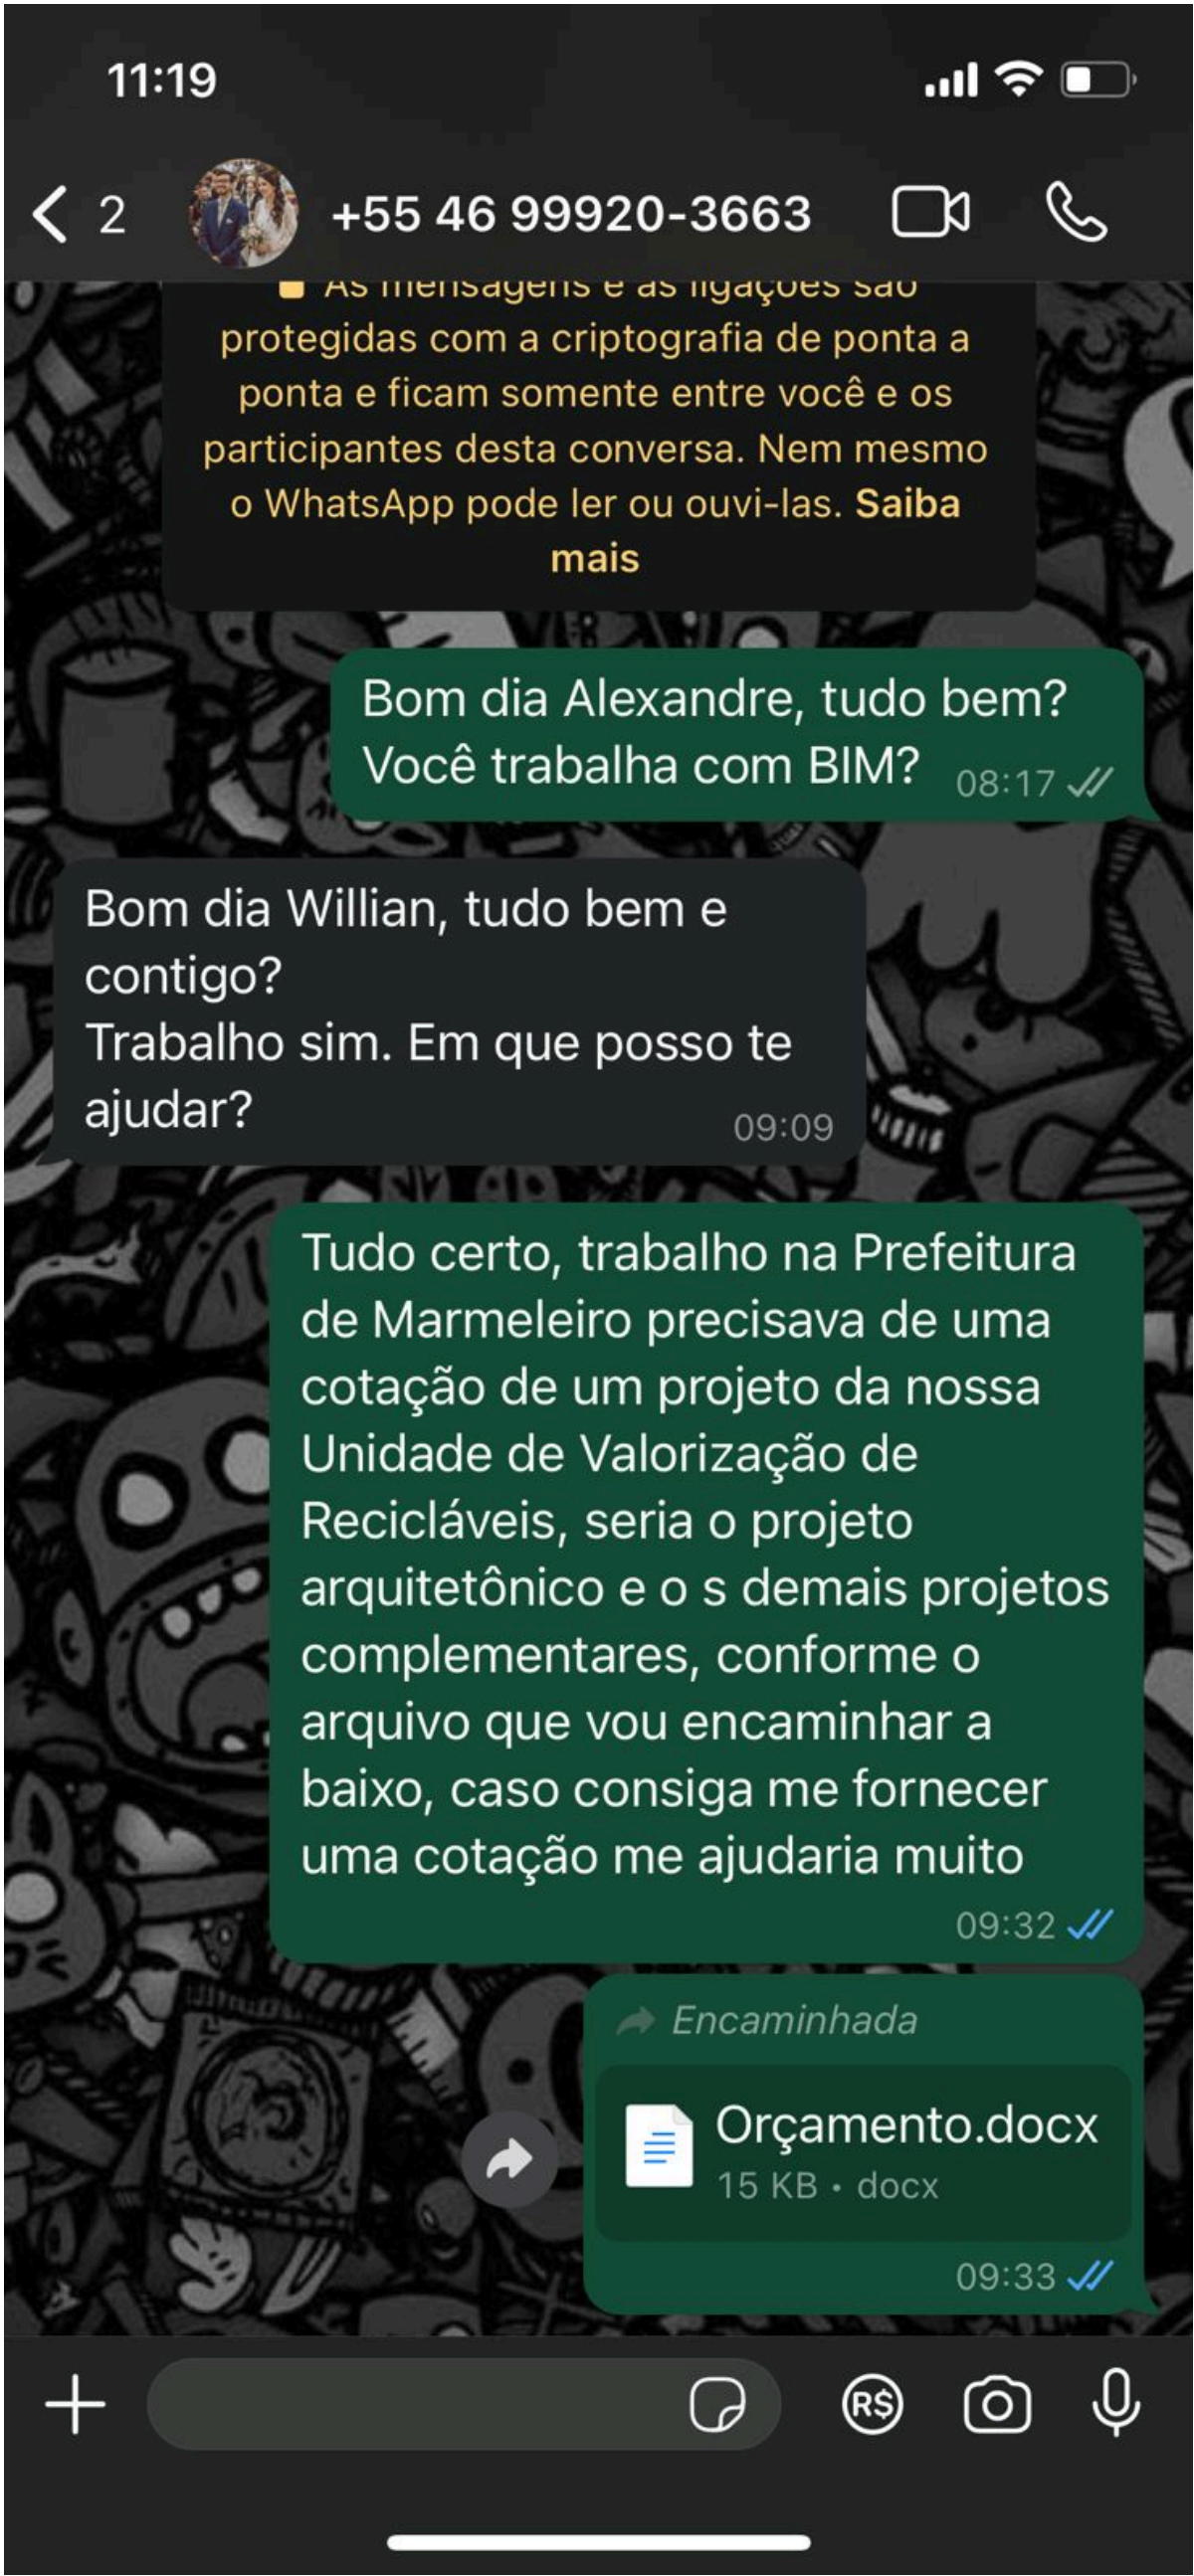 11:19
2
+55 46 99920-3663
As mensagens e as ligações são
protegidas com a criptografia de ponta a
ponta e ficam somente entre você e os
participantes desta conversa. Nem mesmo
o WhatsApp pode ler ou ouvi-las. Saiba
mais
Bom dia Alexandre, tudo bem?
Você trabalha com BIM?
08:17
Bom dia Willian, tudo bem e
contigo?
Trabalho sim. Em que posso te
ajudar?
09:09
Tudo certo, trabalho na Prefeitura
de Marmeleiro precisava de uma
cotação de um projeto da nossa
Unidade de Valorização de
Recicláveis, seria o projeto
arquitetônico e o s demais projetos
complementares, conforme o
arquivo que vou encaminhar a
baixo, caso consiga me fornecer
uma cotação me ajudaria muito
09:32
Encaminhada
Orçamento.docx
15 KB • docx
09:33
R$